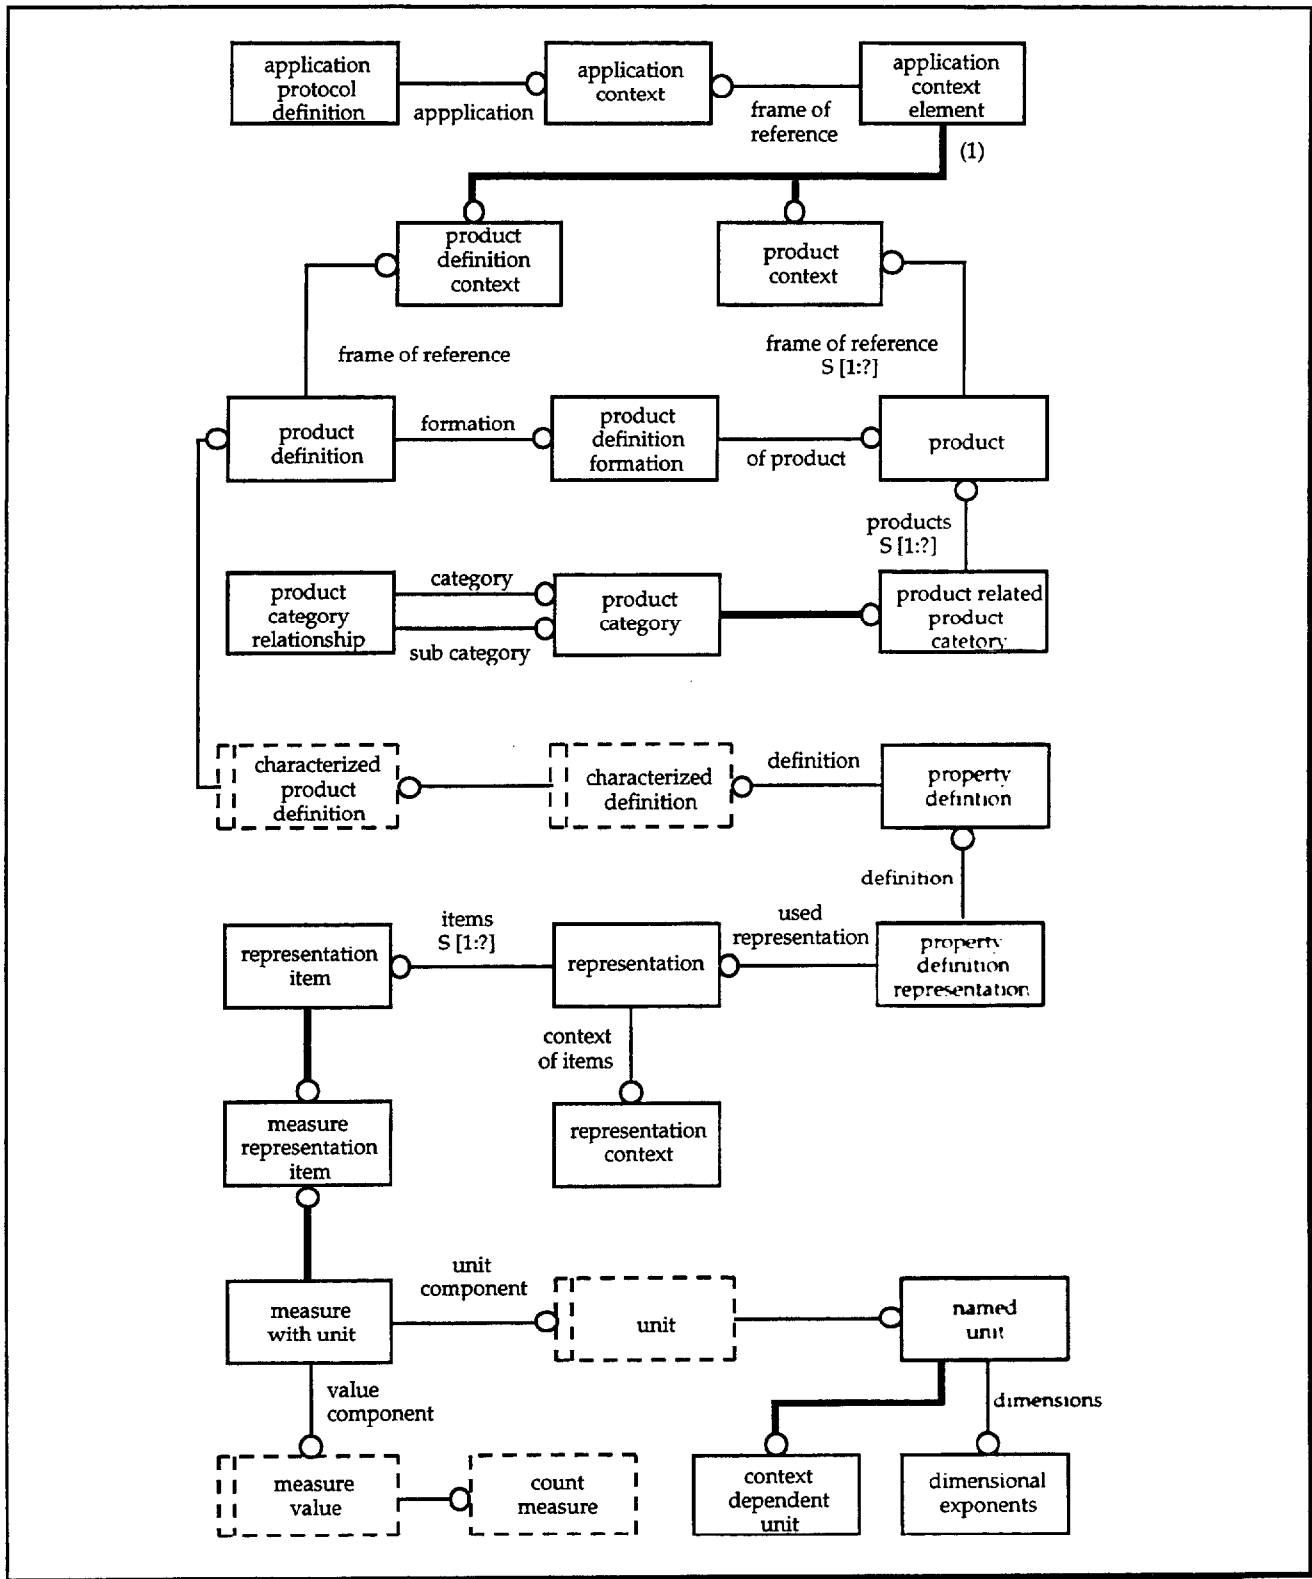 application
protocol
definition
appplication
application
context
frame of
reference
application
context
element
(1)
product
definition
context
product
context
frame of reference
frame of reference
S [1:?]
product
definition
formation
product
definition
formation
of product
product
products
S [1:?]
product
category
relationship
category
sub category
product
category
product related
product
catetory
characterized
product
definition
characterized
definition
definition
property
defintion
definition
representation
item
items
S [1:?]
representation
used
representation
property
definition
representation
context
of items
measure
representation
item
representation
context
measure
with unit
unit
component
unit
named
unit
value
component
dimensions
measure
value
count
measure
context
dependent
unit
dimensional
exponents